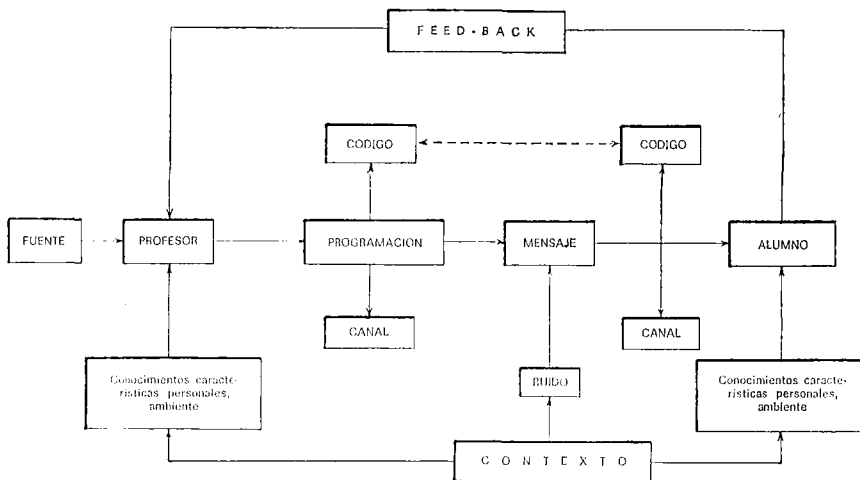 FEED-BACK
CODIGO
CODIGO
FUENTE
PROFESOR
PROGRAMACION
MENSAJE
ALUMNO
CANAL
CANAL
Conocimientos caracte-
rísticas personales,
ambiente
RUIDO
Conocimientos caracte-
rísticas personales,
ambiente
CONTEXTO